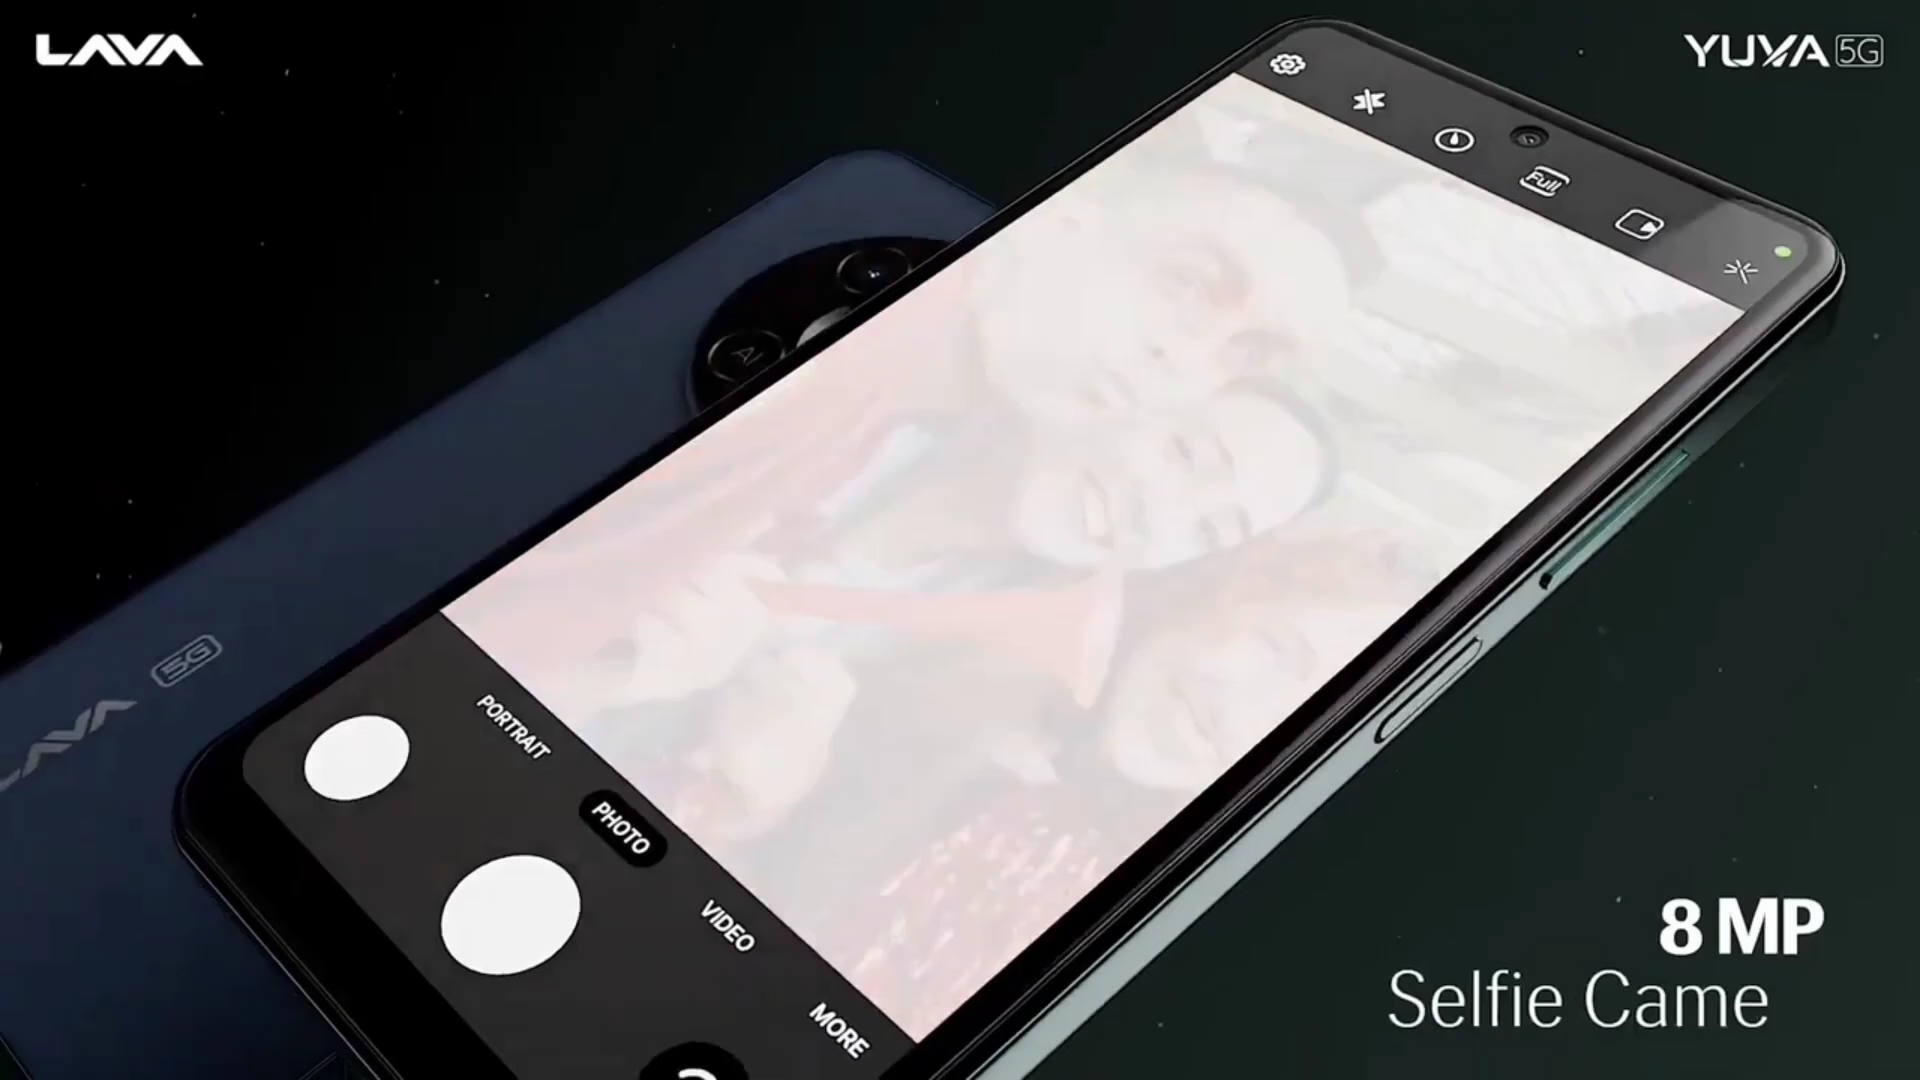 LAVA
YUVA 5G
Full
AI
LAVA 5G
PORTRAIT
PHOTO
VIDEO
MORE
8 MP
Selfie Came